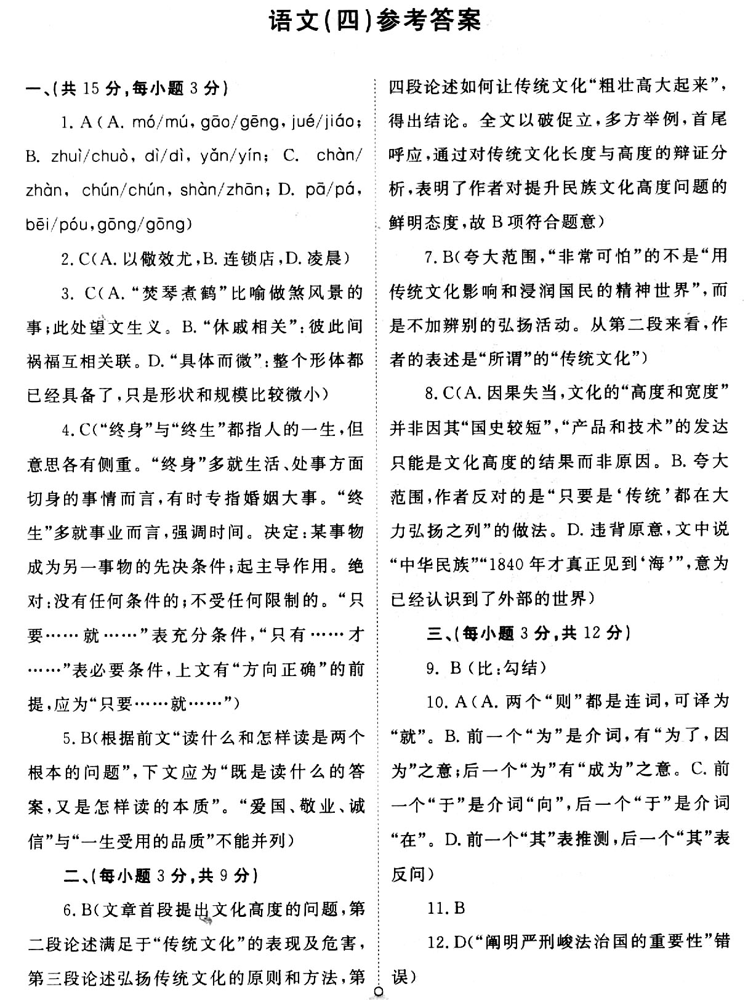 语文(四)参考答案
一、(共 15 分,每小题 3 分)
1. A(A. mó/mú, gāo/gēng, jué/jiáo;
B. zhuì/chuò, dì/dì, yǎn/yín; C. chàn/
zhàn, chún/chún, shàn/zhān; D. pā/pá,
bēi/póu, gōng/gōng)
2. C(A. 以儆效尤,B. 连锁店,D. 凌晨)
3. C(A. “焚琴煮鹤”比喻做煞风景的
事;此处望文生义。B. “休戚相关”:彼此间
祸福互相关联。D. “具体而微”:整个形体都
已经具备了,只是形状和规模比较微小)
4. C(“终身”与“终生”都指人的一生,但
意思各有侧重。“终身”多就生活、处事方面
切身的事情而言,有时专指婚姻大事。“终
生”多就事业而言,强调时间。决定:某事物
成为另一事物的先决条件;起主导作用。绝
对:没有任何条件的;不受任何限制的。“只
要……就……”表充分条件,“只有……才
……”表必要条件,上文有“方向正确”的前
提,应为“只要……就……”)
5. B(根据前文“读什么和怎样读是两个
根本的问题”,下文应为“既是读什么的答
案,又是怎样读的本质”。“爱国、敬业、诚
信”与“一生受用的品质”不能并列)
二、(每小题 3 分,共 9 分)
6. B(文章首段提出文化高度的问题,第
二段论述满足于“传统文化”的表现及危害,
第三段论述弘扬传统文化的原则和方法,第
四段论述如何让传统文化“粗壮高大起来”,
得出结论。全文以破促立,多方举例,首尾
呼应,通过对传统文化长度与高度的辩证分
析,表明了作者对提升民族文化高度问题的
鲜明态度,故 B 项符合题意)
7. B(夸大范围,“非常可怕”的不是“用
传统文化影响和浸润国民的精神世界”,而
是不加辨别的弘扬活动。从第二段来看,作
者的表述是“所谓”的“传统文化”)
8. C(A. 因果失当,文化的“高度和宽度”
并非因其“国史较短”,“产品和技术”的发达
只能是文化高度的结果而非原因。B. 夸大
范围,作者反对的是“只要是‘传统’都在大
力弘扬之列”的做法。D. 违背原意,文中说
“中华民族”“1840 年才真正见到‘海’”,意为
已经认识到了外部的世界)
三、(每小题 3 分,共 12 分)
9. B(比:勾结)
10. A(A. 两个“则”都是连词,可译为
“就”。B. 前一个“为”是介词,有“为了,因
为”之意;后一个“为”有“成为”之意。C. 前
一个“于”是介词“向”,后一个“于”是介词
“在”。D. 前一个“其”表推测,后一个“其”表
反问)
11. B
12. D(“阐明严刑峻法治国的重要性”错
误)